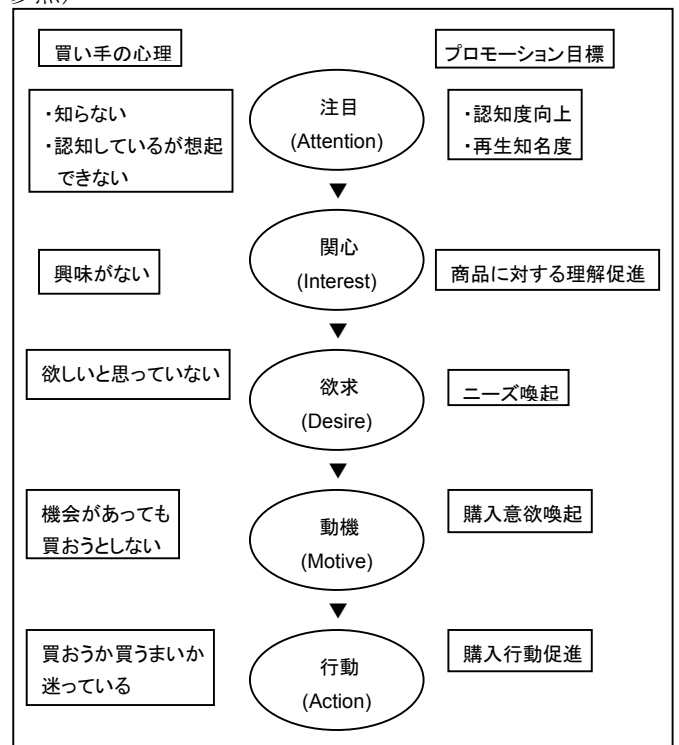 買い手の心理
プロモーション目標
・知らない
・認知しているが想起
できない
注目
(Attention)
・認知度向上
・再生知名度
▼
興味がない
関心
(Interest)
商品に対する理解促進
▼
欲しいと思っていない
欲求
(Desire)
ニーズ喚起
▼
機会があっても
買おうとしない
動機
(Motive)
購入意欲喚起
▼
買おうか買うまいか
迷っている
行動
(Action)
購入行動促進